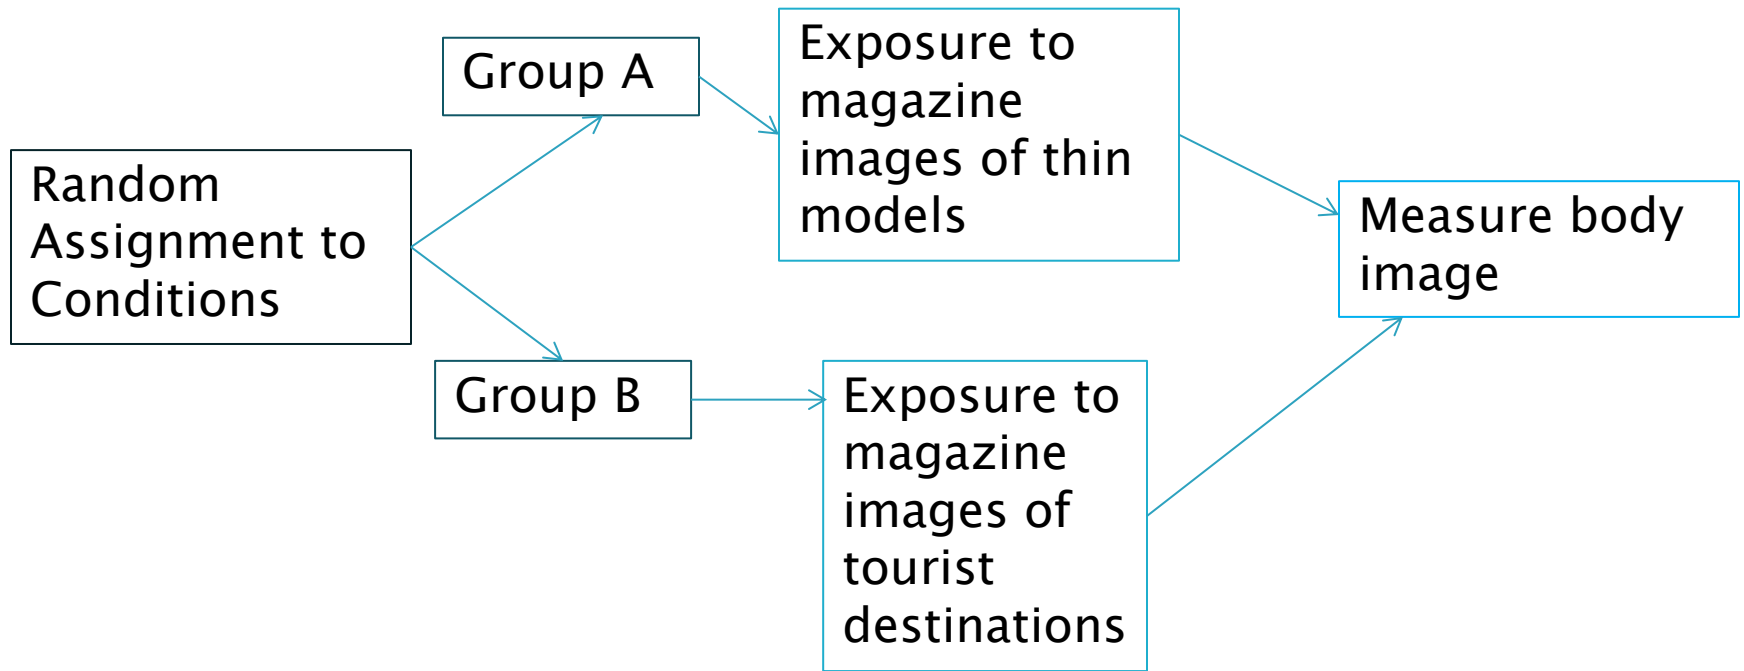 Random
Assignment to
Conditions
Group A
Exposure to
magazine
images of thin
models
Group B
Exposure to
magazine
images of
tourist
destinations
Measure body
image